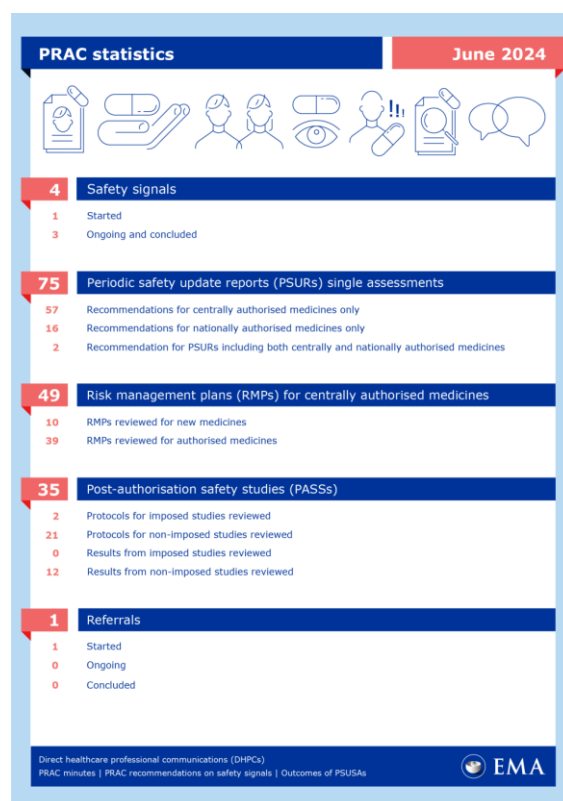 PRAC statistics
June 2024
!!!
4 Safety signals
1 Started
3 Ongoing and concluded
75 Periodic safety update reports (PSURs) single assessments
57 Recommendations for centrally authorised medicines only
16 Recommendations for nationally authorised medicines only
2 Recommendation for PSURs including both centrally and nationally authorised medicines
49 Risk management plans (RMPs) for centrally authorised medicines
10 RMPs reviewed for new medicines
39 RMPs reviewed for authorised medicines
35 Post-authorisation safety studies (PASSs)
2 Protocols for imposed studies reviewed
21 Protocols for non-imposed studies reviewed
0 Results from imposed studies reviewed
12 Results from non-imposed studies reviewed
1 Referrals
1 Started
0 Ongoing
0 Concluded
Direct healthcare professional communications (DHPCs)
PRAC minutes | PRAC recommendations on safety signals | Outcomes of PSUSAs
EMA